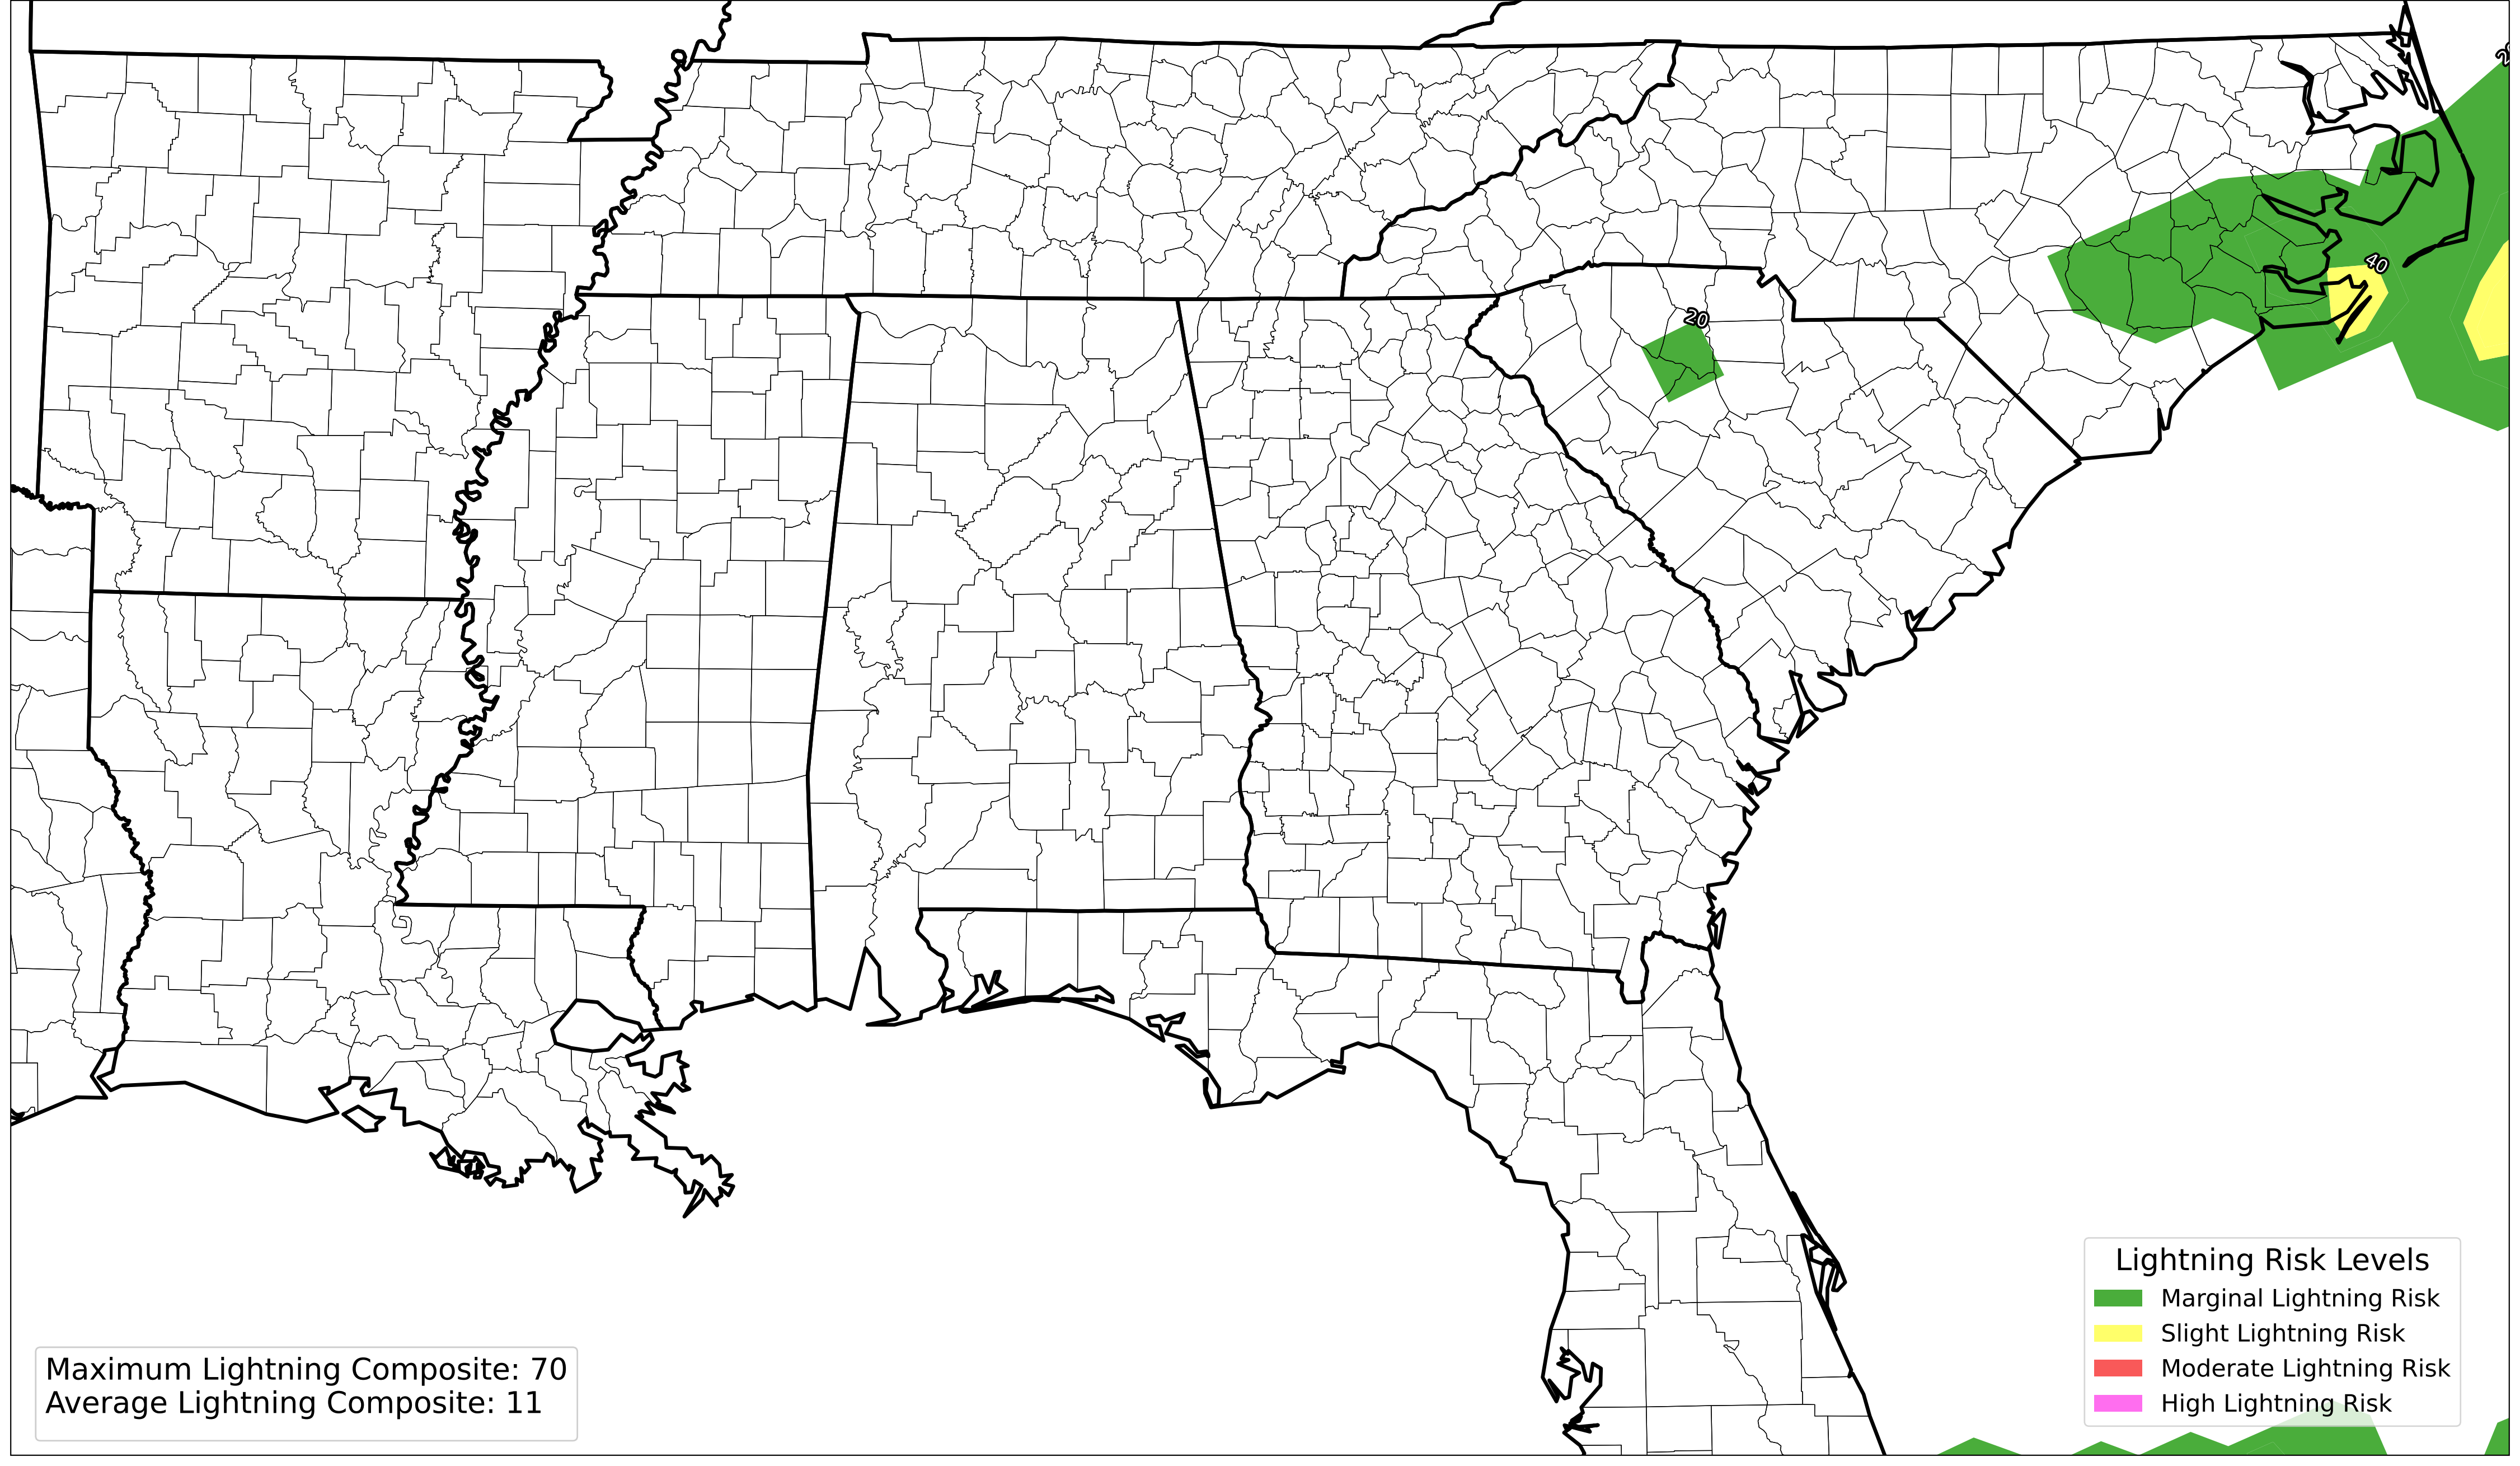 40
20
Lightning Risk Levels
Marginal Lightning Risk
Slight Lightning Risk
Moderate Lightning Risk
High Lightning Risk
Maximum Lightning Composite: 70
Average Lightning Composite: 11